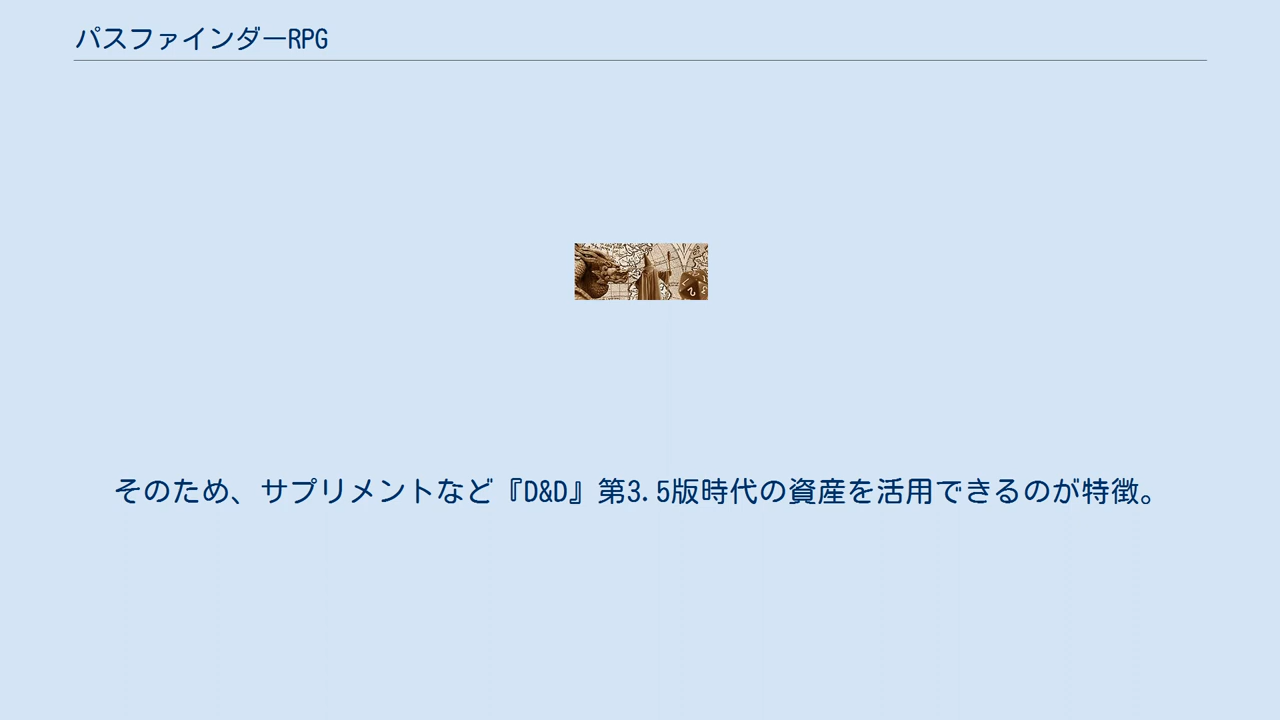 パスファインダーRPG
そのため、サプリメントなど『D&D』第3.5版時代の資産を活用できるのが特徴。